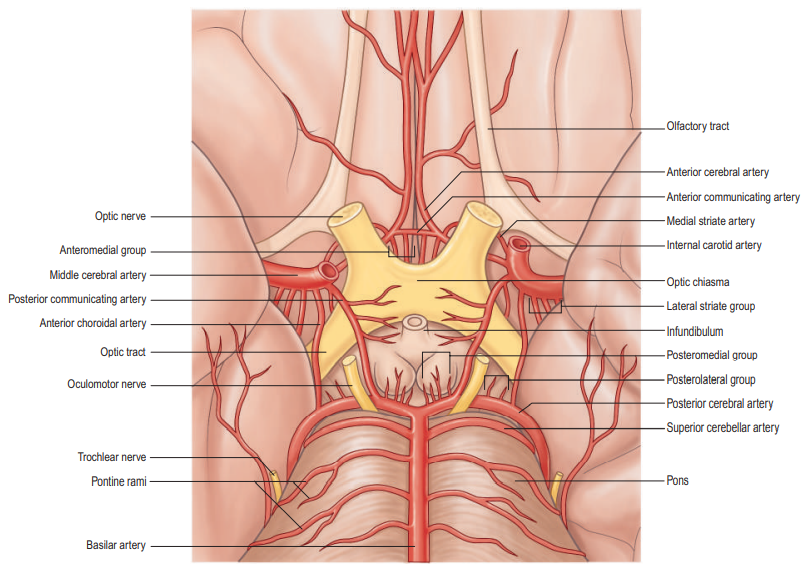 Olfactory tract
Anterior cerebral artery
Anterior communicating artery
Medial striate artery
Internal carotid artery
Optic chiasma
Lateral striate group
Infundibulum
Posteromedial group
Posterolateral group
Posterior cerebral artery
Superior cerebellar artery
Pons
Optic nerve
Anteromedial group
Middle cerebral artery
Posterior communicating artery
Anterior choroidal artery
Optic tract
Oculomotor nerve
Trochlear nerve
Pontine rami
Basilar artery